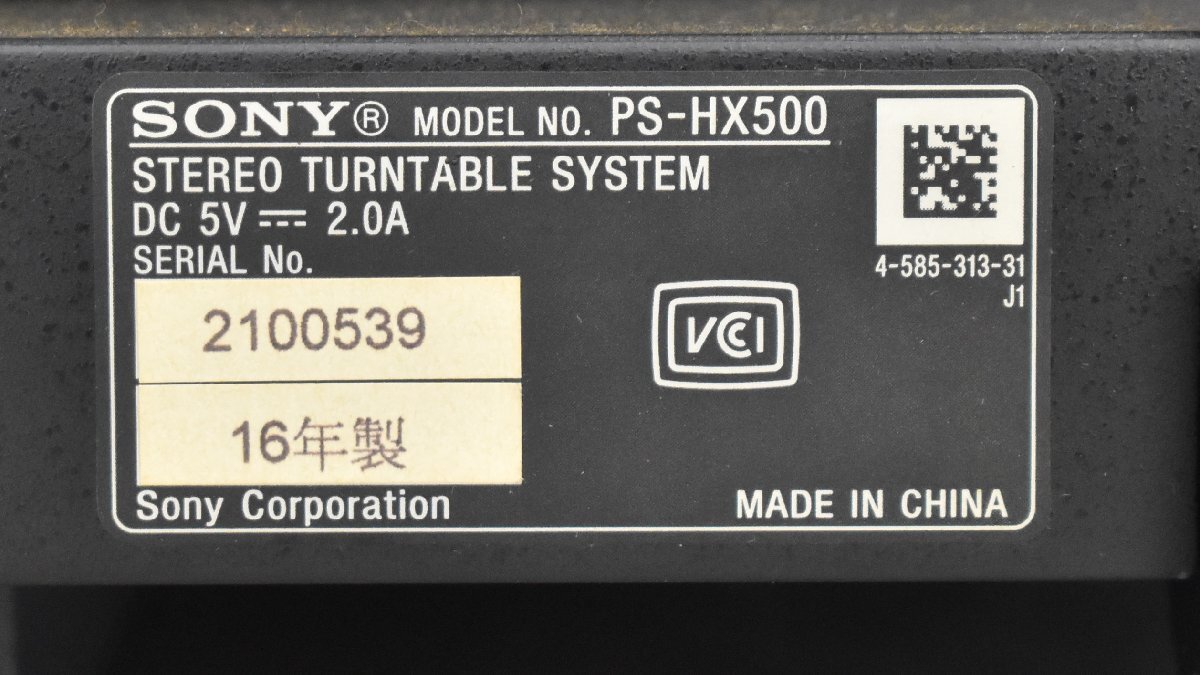 SONY® MODEL NO. PS-HX500
STEREO TURNTABLE SYSTEM
DC 5V ⎓ 2.0A
SERIAL No.
2100539
16年製
Sony Corporation
4-585-313-31
J1
VCCI
MADE IN CHINA